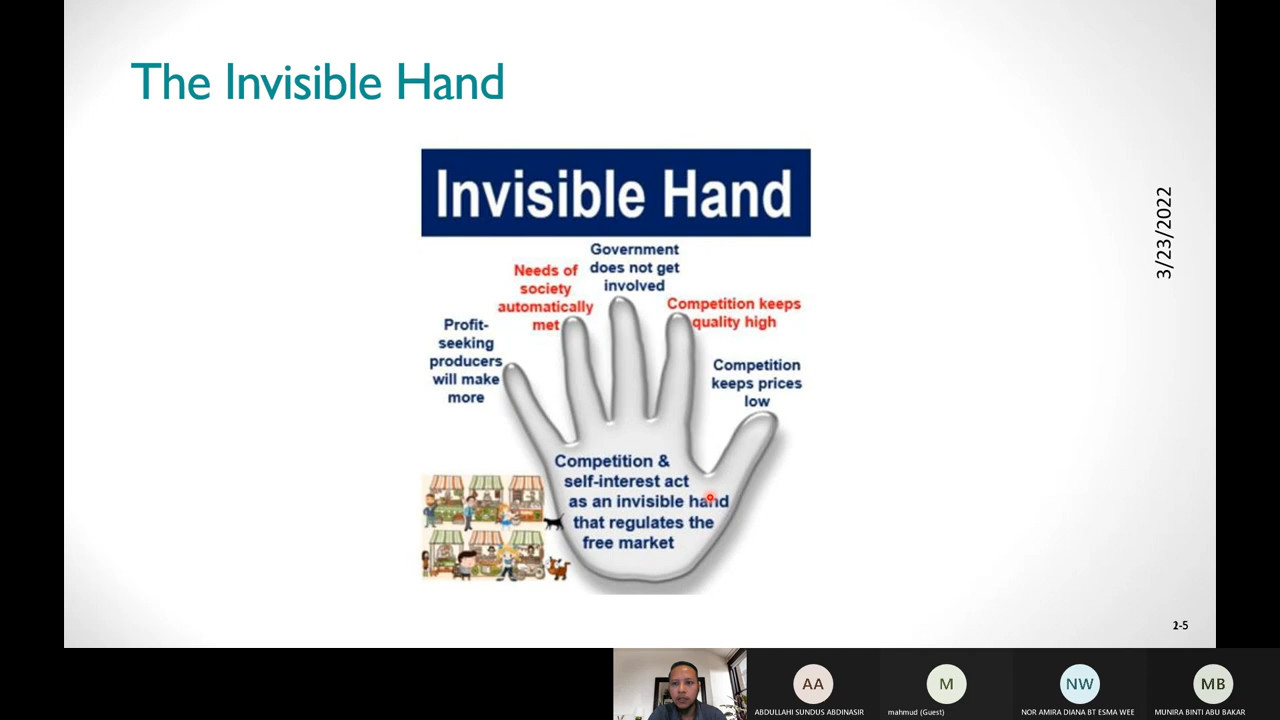 The Invisible Hand
Invisible Hand
Government
does not get
involved
Needs of
society
automatically
met
Competition keeps
quality high
Profit-
seeking
producers
will make
more
Competition
keeps prices
low
Competition &
self-interest act
as an invisible hand
that regulates the
free market
3/23/2022
2-5
AA
ABDULLAHI SUNDUS ABDINASIR
M
mahmud (Guest)
NW
NOR AMIRA DIANA BT ESMA WEE
MB
MUNIRA BINTI ABU BAKAR